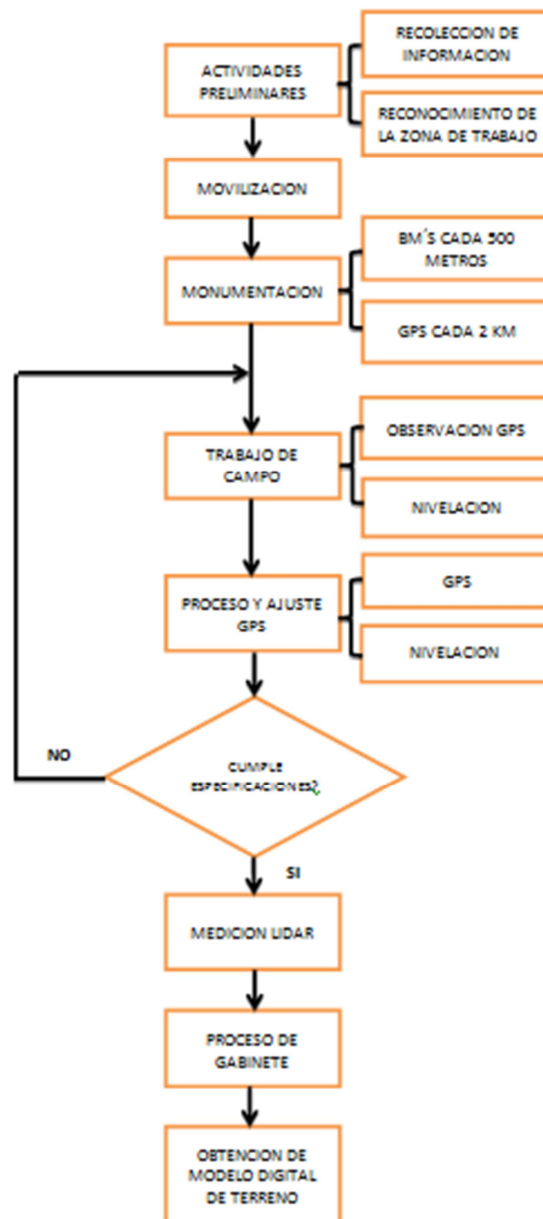 ACTIVIDADES
PRELIMINARES
RECOLECCION DE
INFORMACION
RECONOCIMIENTO DE
LA ZONA DE TRABAJO
MOVILIZACION
MONUMENTACION
BM´S CADA 500
METROS
GPS CADA 2 KM
TRABAJO DE
CAMPO
OBSERVACION GPS
NIVELACION
PROCESO Y AJUSTE
GPS
GPS
NIVELACION
CUMPLE
ESPECIFICACIONES?
NO
SI
MEDICION LIDAR
PROCESO DE
GABINETE
OBTENCION DE
MODELO DIGITAL
DE TERRENO